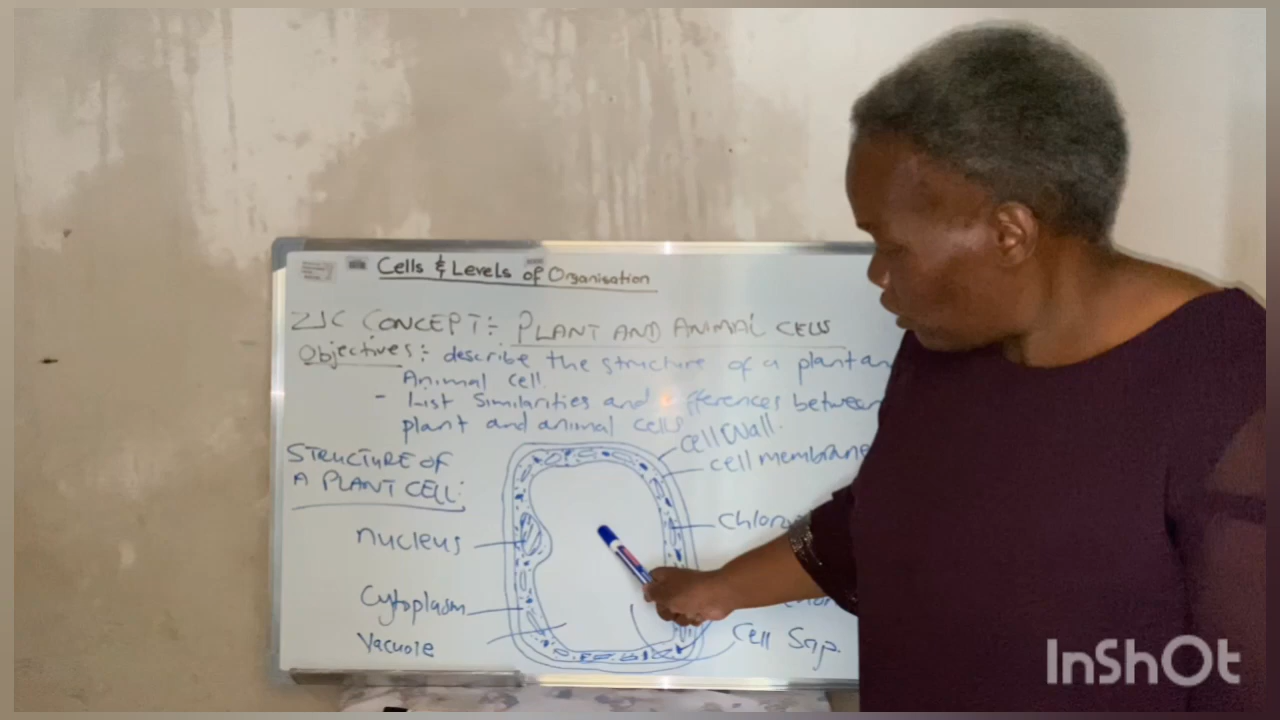 Cells & Levels of Organisation
ZJC CONCEPT:- PLANT AND ANIMAL CELLS
Objectives:- describe the structure of a plant an
Animal cell.
- List Similarities and fferences between
plant and animal cells
STRUCTURE OF
A PLANT CELL:
cell Wall.
cell membrane
Chloro
nucleus
Cytoplasm
Vacuole
Cell Sap.
InShOt